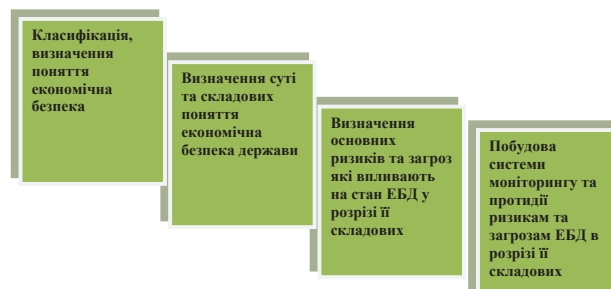 Класифікація,
визначення
поняття
економічна
безпека
Визначення суті
та складових
поняття
економічна
безпека держави
Визначення
основних
ризиків та загроз
які впливають
на стан ЕБД у
розрізі її
складових
Побудова
системи
моніторингу та
протидії
ризикам та
загрозам ЕБД в
розрізі її
складових